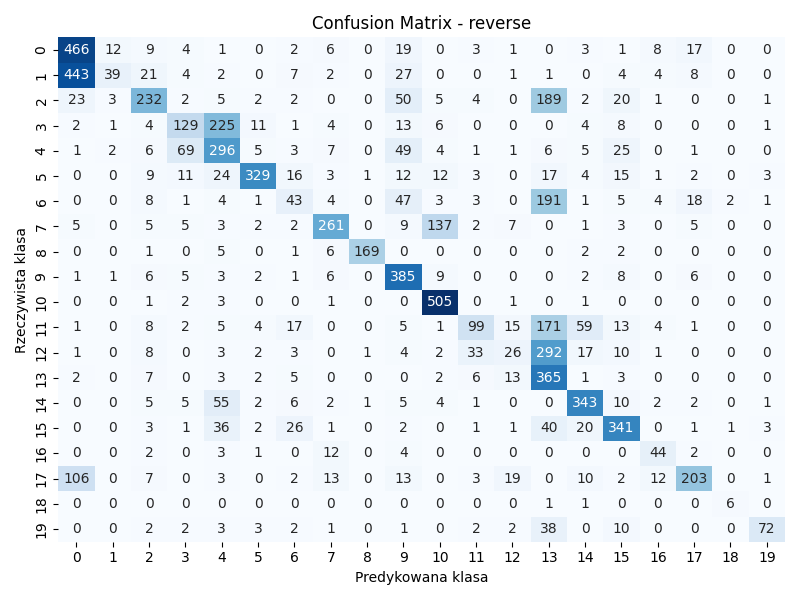 Confusion Matrix - reverse
Rzeczywista klasa
0 466 12 9 4 1 0 2 6 0 19 0 3 1 0 3 1 8 17 0 0
1 443 39 21 4 2 0 7 2 0 27 0 0 1 1 0 4 4 8 0 0
2 23 3 232 2 5 2 2 0 0 50 5 4 0 189 2 20 1 0 0 1
3 2 1 4 129 225 11 1 4 0 13 6 0 0 0 4 8 0 0 0 1
4 1 2 6 69 296 5 3 7 0 49 4 1 1 6 5 25 0 1 0 0
5 0 0 9 11 24 329 16 3 1 12 12 3 0 17 4 15 1 2 0 3
6 0 0 8 1 4 1 43 4 0 47 3 3 0 191 1 5 4 18 2 1
7 5 0 5 5 3 2 2 261 0 9 137 2 7 0 1 3 0 5 0 0
8 0 0 1 0 5 0 1 6 169 0 0 0 0 0 2 2 0 0 0 0
9 1 1 6 5 3 2 1 6 0 385 9 0 0 0 2 8 0 6 0 0
10 0 0 1 2 3 0 0 1 0 0 505 0 1 0 1 0 0 0 0 0
11 1 0 8 2 5 4 17 0 0 5 1 99 15 171 59 13 4 1 0 0
12 1 0 8 0 3 2 3 0 1 4 2 33 26 292 17 10 1 0 0 0
13 2 0 7 0 3 2 5 0 0 0 2 6 13 365 1 3 0 0 0 0
14 0 0 5 5 55 2 6 2 1 5 4 1 0 0 343 10 2 2 0 1
15 0 0 3 1 36 2 26 1 0 2 0 1 1 40 20 341 0 1 1 3
16 0 0 2 0 3 1 0 12 0 4 0 0 0 0 0 0 44 2 0 0
17 106 0 7 0 3 0 2 13 0 13 0 3 19 0 10 2 12 203 0 1
18 0 0 0 0 0 0 0 0 0 0 0 0 0 1 1 0 0 0 6 0
19 0 0 2 2 3 3 2 1 0 1 0 2 2 38 0 10 0 0 0 72
0 1 2 3 4 5 6 7 8 9 10 11 12 13 14 15 16 17 18 19
Predykowana klasa